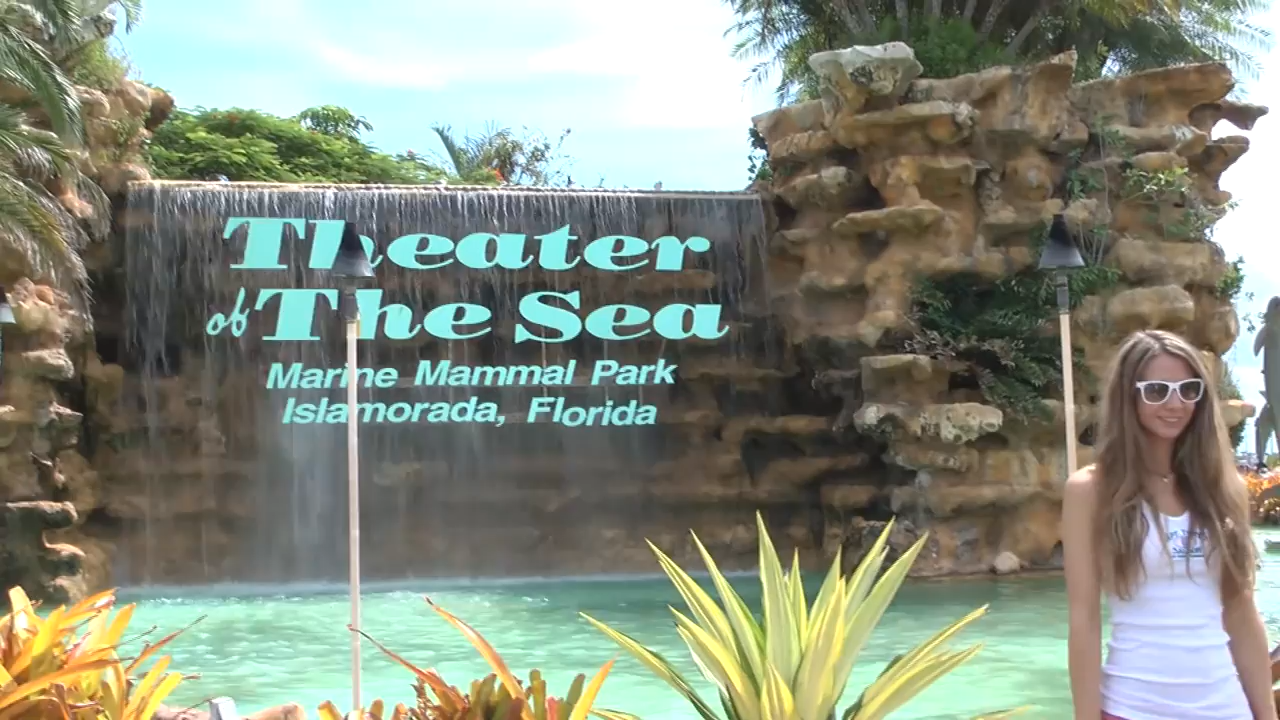 Theater
of The Sea
Marine Mammal Park
Islamorada, Florida